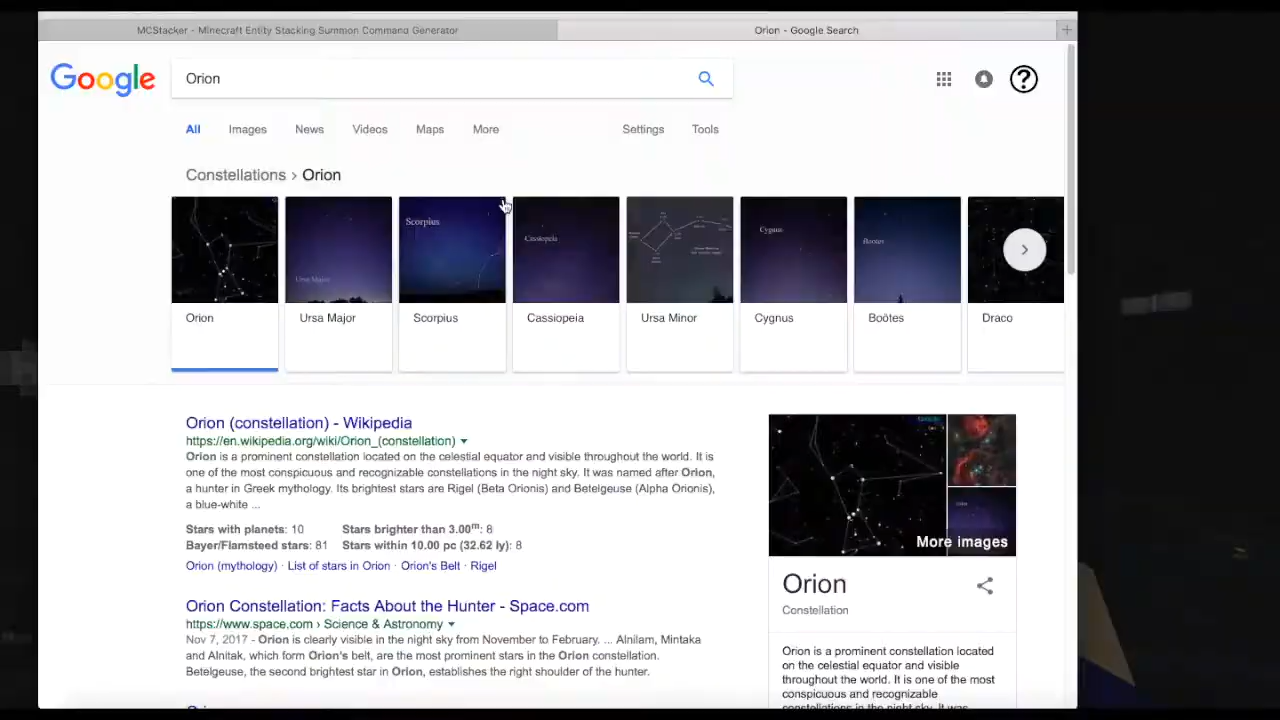 MCStacker - Minecraft Entity Stacking Summon Command Generator
Orion - Google Search
Google
Orion
All Images News Videos Maps More Settings Tools
Constellations › Orion
Scorpius
Cassiopeia
Cygnus
Bootes
Ursa Major
Orion Ursa Major Scorpius Cassiopeia Ursa Minor Cygnus Boötes Draco
Orion (constellation) - Wikipedia
https://en.wikipedia.org/wiki/Orion_(constellation)
Orion is a prominent constellation located on the celestial equator and visible throughout the world. It is
one of the most conspicuous and recognizable constellations in the night sky. It was named after Orion,
a hunter in Greek mythology. Its brightest stars are Rigel (Beta Orionis) and Betelgeuse (Alpha Orionis),
a blue-white ...
Stars with planets: 10 Stars brighter than 3.00m: 8
Bayer/Flamsteed stars: 81 Stars within 10.00 pc (32.62 ly): 8
Orion (mythology) · List of stars in Orion · Orion's Belt · Rigel
Orion Constellation: Facts About the Hunter - Space.com
https://www.space.com › Science & Astronomy
Nov 7, 2017 - Orion is clearly visible in the night sky from November to February. ... Alnilam, Mintaka
and Alnitak, which form Orion's belt, are the most prominent stars in the Orion constellation.
Betelgeuse, the second brightest star in Orion, establishes the right shoulder of the hunter.
More images
Orion
Constellation
Orion is a prominent constellation located
on the celestial equator and visible
throughout the world. It is one of the most
conspicuous and recognizable
constellations in the night sky. It was